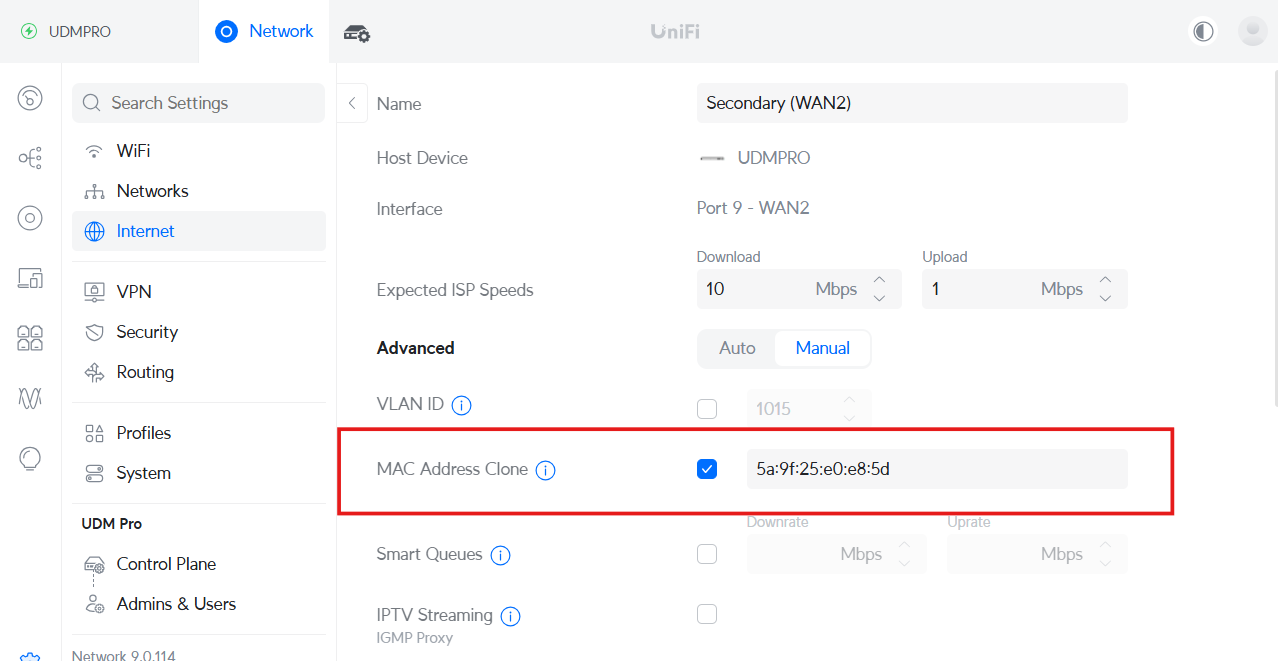 UDMPRO
Network
UniFi
Search Settings
WiFi
Networks
Internet
VPN
Security
Routing
Profiles
System
UDM Pro
Control Plane
Admins & Users
Network 9.0.114
Name
Secondary (WAN2)
Host Device
UDMPRO
Interface
Port 9 - WAN2
Download
Upload
Expected ISP Speeds
10 Mbps
1 Mbps
Advanced
Auto
Manual
VLAN ID
1015
MAC Address Clone
5a:9f:25:e0:e8:5d
Downrate
Uprate
Smart Queues
Mbps
Mbps
IPTV Streaming
IGMP Proxy